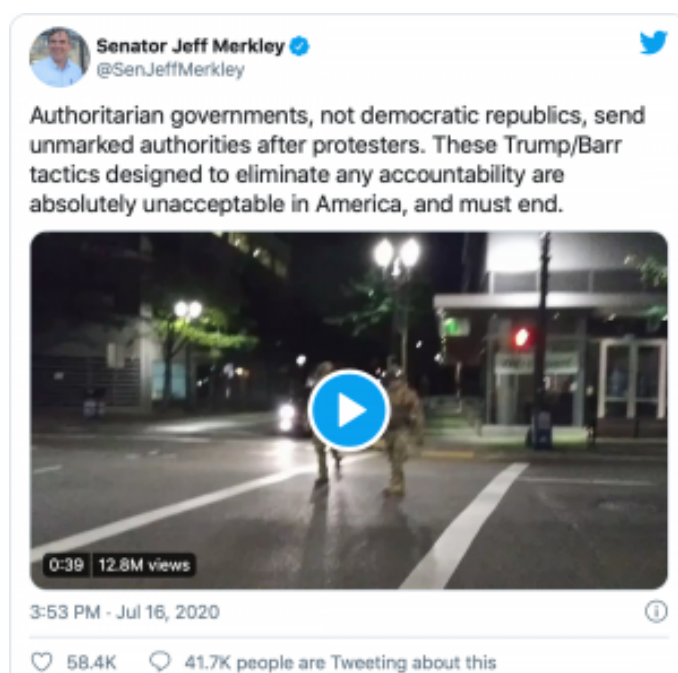 Senator Jeff Merkley
@SenJeffMerkley
Authoritarian governments, not democratic republics, send
unmarked authorities after protesters. These Trump/Barr
tactics designed to eliminate any accountability are
absolutely unacceptable in America, and must end.
0:39 12.8M views
3:53 PM · Jul 16, 2020
58.4K 41.7K people are Tweeting about this